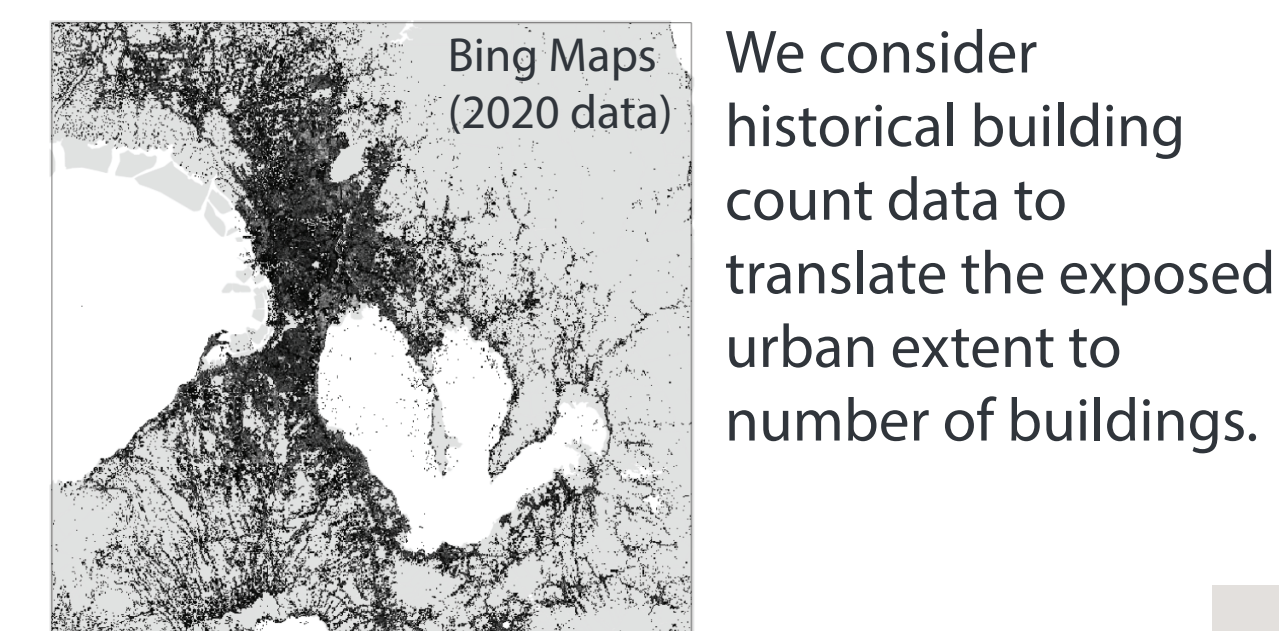 Bing Maps
(2020 data)
We consider
historical building
count data to
translate the exposed
urban extent to
number of buildings.